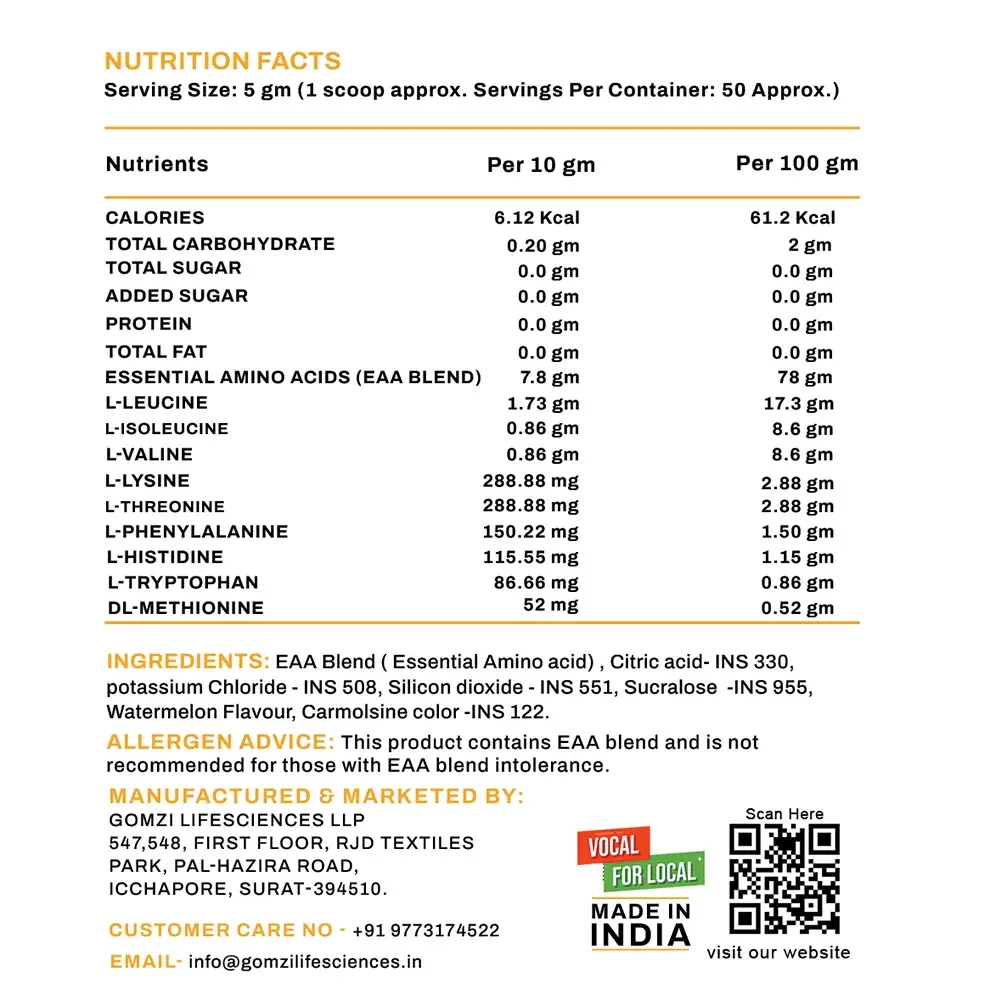 NUTRITION FACTS
Serving Size: 5 gm (1 scoop approx. Servings Per Container: 50 Approx.)
Nutrients Per 10 gm Per 100 gm
CALORIES 6.12 Kcal 61.2 Kcal
TOTAL CARBOHYDRATE 0.20 gm 2 gm
TOTAL SUGAR 0.0 gm 0.0 gm
ADDED SUGAR 0.0 gm 0.0 gm
PROTEIN 0.0 gm 0.0 gm
TOTAL FAT 0.0 gm 0.0 gm
ESSENTIAL AMINO ACIDS (EAA BLEND) 7.8 gm 78 gm
L-LEUCINE 1.73 gm 17.3 gm
L-ISOLEUCINE 0.86 gm 8.6 gm
L-VALINE 0.86 gm 8.6 gm
L-LYSINE 288.88 mg 2.88 gm
L-THREONINE 288.88 mg 2.88 gm
L-PHENYLALANINE 150.22 mg 1.50 gm
L-HISTIDINE 115.55 mg 1.15 gm
L-TRYPTOPHAN 86.66 mg 0.86 gm
DL-METHIONINE 52 mg 0.52 gm
INGREDIENTS: EAA Blend ( Essential Amino acid) , Citric acid- INS 330,
potassium Chloride - INS 508, Silicon dioxide - INS 551, Sucralose -INS 955,
Watermelon Flavour, Carmolsine color -INS 122.
ALLERGEN ADVICE: This product contains EAA blend and is not
recommended for those with EAA blend intolerance.
MANUFACTURED & MARKETED BY:
GOMZI LIFESCIENCES LLP
547,548, FIRST FLOOR, RJD TEXTILES
PARK, PAL-HAZIRA ROAD,
ICCHAPORE, SURAT-394510.
CUSTOMER CARE NO - +91 9773174522
EMAIL- info@gomzilifesciences.in
VOCAL
FOR LOCAL
MADE IN
INDIA
Scan Here
visit our website